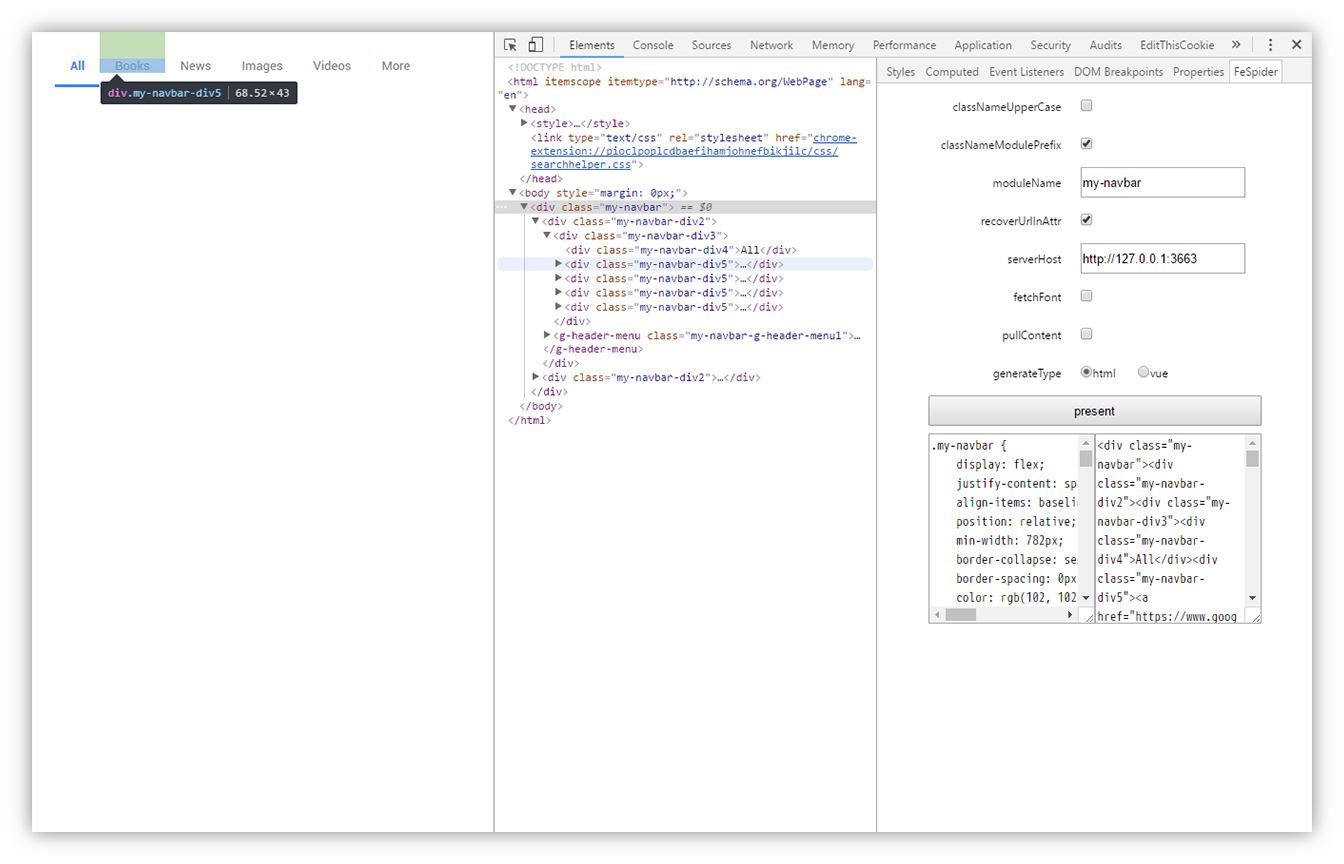 All Books News Images Videos More
div.my-navbar-div5 | 68.52×43
Elements Console Sources Network Memory Performance Application Security Audits EditThisCookie »
<!DOCTYPE html>
<html itemscope itemtype="http://schema.org/WebPage" lang=
"en">
<head>
<style>…</style>
<link type="text/css" rel="stylesheet" href="chrome-
extension://pioclpoplcdbaefihamjohnefbikjilc/css/
searchhelper.css">
</head>
<body style="margin: 0px;">
… <div class="my-navbar"> == $0
<div class="my-navbar-div2">
<div class="my-navbar-div3">
<div class="my-navbar-div4">All</div>
<div class="my-navbar-div5">…</div>
<div class="my-navbar-div5">…</div>
<div class="my-navbar-div5">…</div>
<div class="my-navbar-div5">…</div>
</div>
<g-header-menu class="my-navbar-g-header-menu1">…
</g-header-menu>
</div>
<div class="my-navbar-div2">…</div>
</div>
</body>
</html>
Styles Computed Event Listeners DOM Breakpoints Properties FeSpider
classNameUpperCase
classNameModulePrefix
moduleName my-navbar
recoverUrlInAttr
serverHost http://127.0.0.1:3663
fetchFont
pullContent
generateType html vue
present
.my-navbar {
display: flex;
justify-content: sp
align-items: baseli
position: relative;
min-width: 782px;
border-collapse: se
border-spacing: 0px
color: rgb(102, 102
<div class="my-
navbar"><div
class="my-navbar-
div2"><div class="my-
navbar-div3"><div
class="my-navbar-
div4">All</div><div
class="my-navbar-
div5"><a
href="https://www.goog